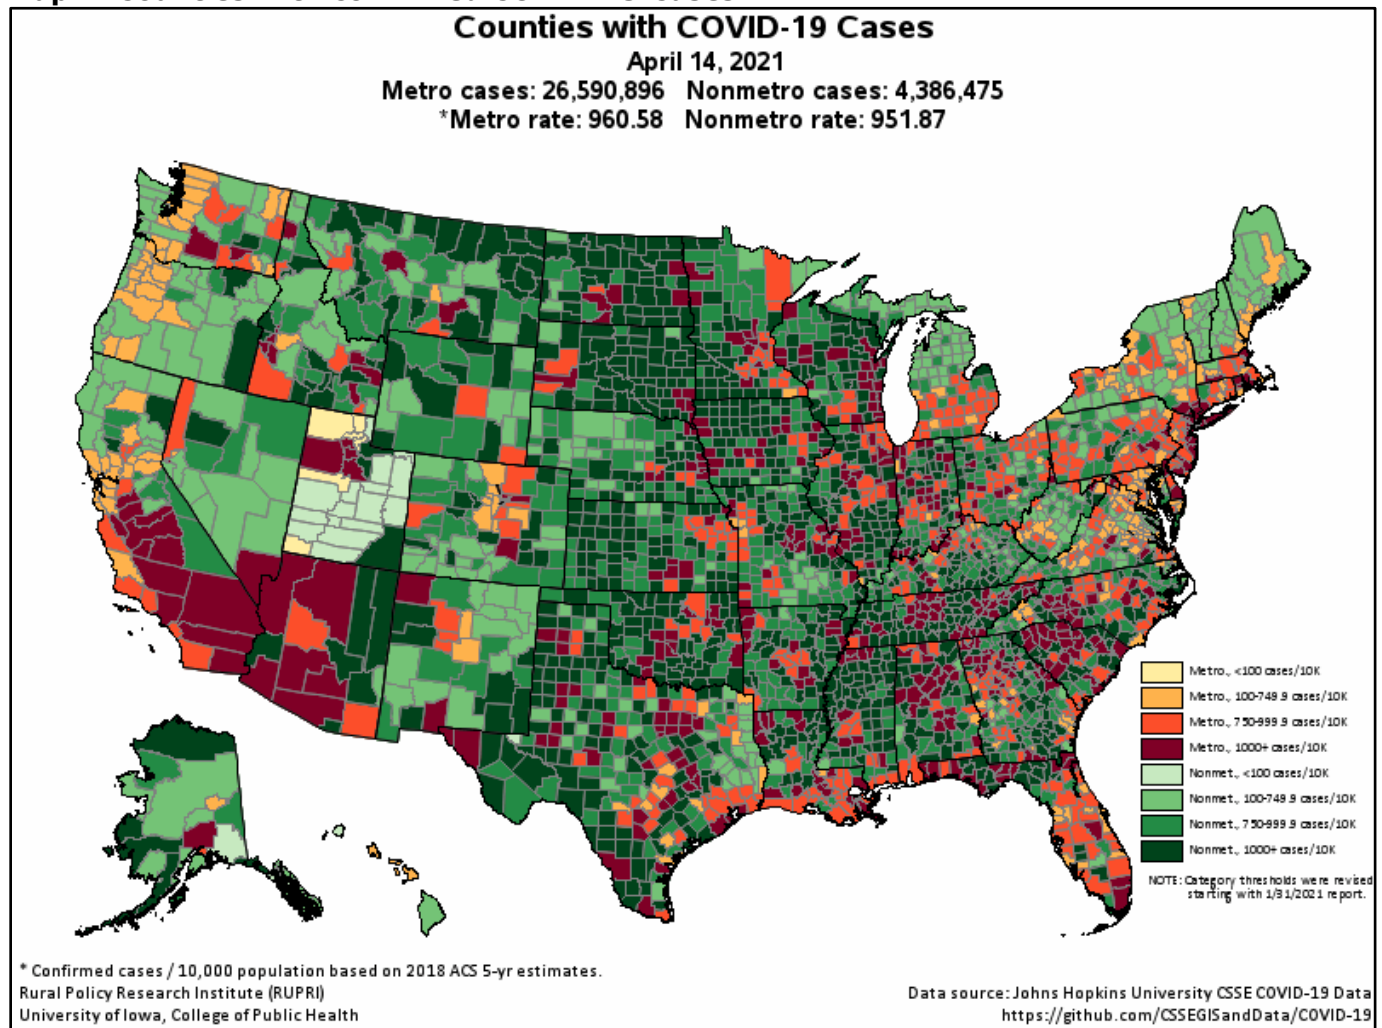 Counties with COVID-19 Cases
April 14, 2021
Metro cases: 26,590,896 Nonmetro cases: 4,386,475
*Metro rate: 960.58 Nonmetro rate: 951.87
Metro., <100 cases/10K
Metro., 100-749.9 cases/10K
Metro., 750-999.9 cases/10K
Metro., 1000+ cases/10K
Nonmet., <100 cases/10K
Nonmet., 100-749.9 cases/10K
Nonmet., 750-999.9 cases/10K
Nonmet., 1000+ cases/10K
NOTE: Category thresholds were revised
starting with 1/31/2021 report.
* Confirmed cases / 10,000 population based on 2018 ACS 5-yr estimates.
Rural Policy Research Institute (RUPRI)
University of Iowa, College of Public Health
Data source: Johns Hopkins University CSSE COVID-19 Data
https://github.com/CSSEGISandData/COVID-19